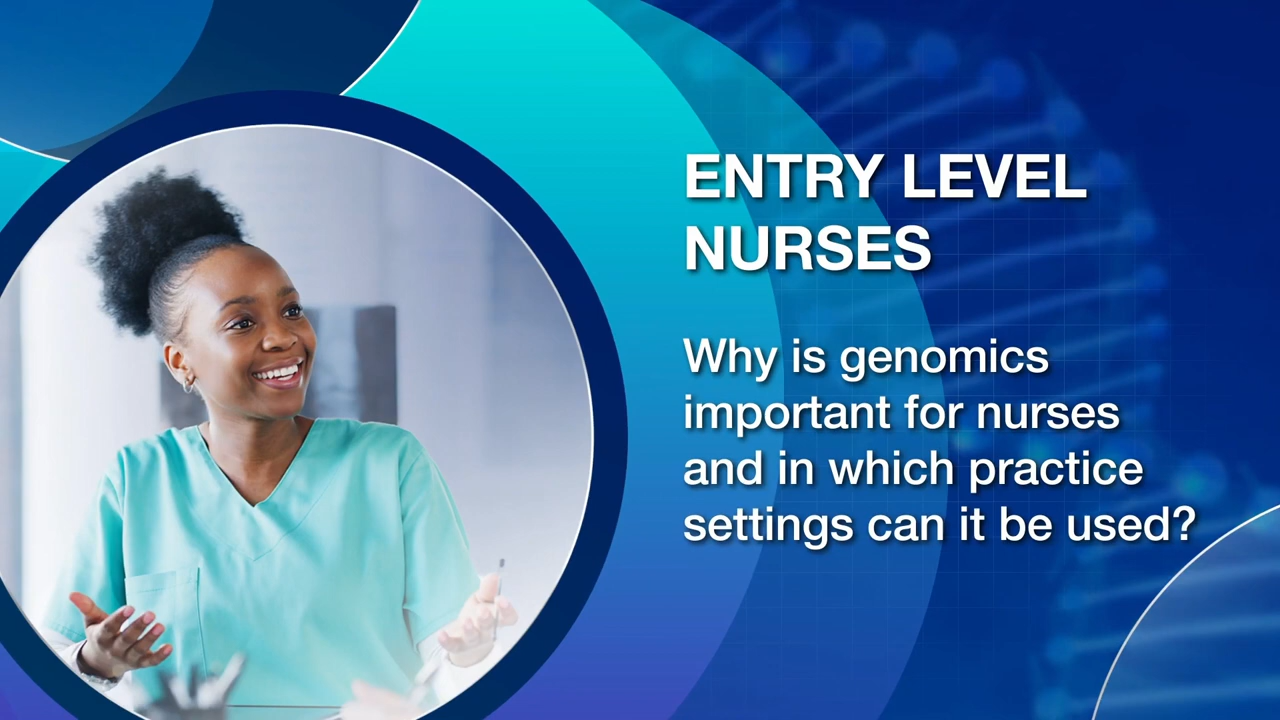 ENTRY LEVEL
NURSES
Why is genomics
important for nurses
and in which practice
settings can it be used?